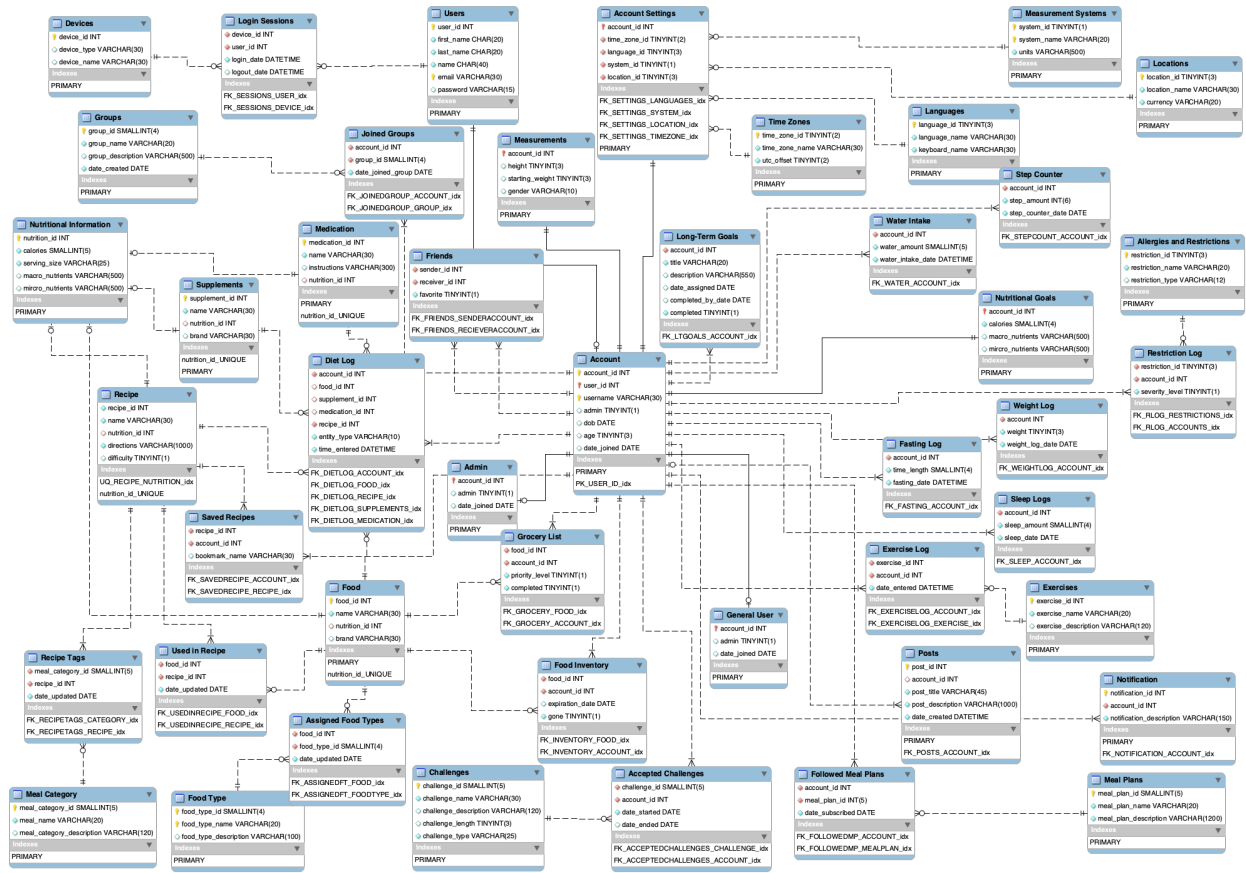 Devices
device_id INT
device_type VARCHAR(30)
device_name VARCHAR(30)
Indexes
PRIMARY
Login Sessions
device_id INT
user_id INT
login_date DATETIME
logout_date DATETIME
Indexes
FK_SESSIONS_USER_idx
FK_SESSIONS_DEVICE_idx
Users
user_id INT
first_name CHAR(20)
last_name CHAR(20)
name CHAR(40)
email VARCHAR(30)
password VARCHAR(15)
Indexes
PRIMARY
Account Settings
account_id INT
time_zone_id TINYINT(2)
language_id TINYINT(3)
system_id TINYINT(1)
location_id TINYINT(3)
Indexes
FK_SETTINGS_LANGUAGES_idx
FK_SETTINGS_SYSTEM_idx
FK_SETTINGS_LOCATION_idx
FK_SETTINGS_TIMEZONE_idx
PRIMARY
Measurement Systems
system_id TINYINT(1)
system_name VARCHAR(20)
units VARCHAR(500)
Indexes
PRIMARY
Locations
location_id TINYINT(3)
location_name VARCHAR(30)
currency VARCHAR(20)
Indexes
PRIMARY
Groups
group_id SMALLINT(4)
group_name VARCHAR(20)
group_description VARCHAR(500)
date_created DATE
Indexes
PRIMARY
Joined Groups
account_id INT
group_id SMALLINT(4)
date_joined_group DATE
Indexes
FK_JOINEDGROUP_ACCOUNT_idx
FK_JOINEDGROUP_GROUP_idx
Measurements
account_id INT
height TINYINT(3)
starting_weight TINYINT(3)
gender VARCHAR(10)
Indexes
PRIMARY
Time Zones
time_zone_id TINYINT(2)
time_zone_name VARCHAR(30)
utc_offset TINYINT(2)
Indexes
PRIMARY
Languages
language_id TINYINT(3)
language_name VARCHAR(30)
keyboard_name VARCHAR(30)
Indexes
PRIMARY
Step Counter
account_id INT
step_amount INT(6)
step_counter_date DATE
Indexes
FK_STEPCOUNT_ACCOUNT_idx
Nutritional Information
nutrition_id INT
calories SMALLINT(5)
serving_size VARCHAR(25)
macro_nutrients VARCHAR(500)
mircro_nutrients VARCHAR(500)
Indexes
PRIMARY
Medication
medication_id INT
name VARCHAR(30)
instructions VARCHAR(300)
nutrition_id INT
Indexes
PRIMARY
nutrition_id_UNIQUE
Supplements
supplement_id INT
name VARCHAR(30)
nutrition_id INT
brand VARCHAR(30)
Indexes
nutrition_id_UNIQUE
PRIMARY
Friends
sender_id INT
receiver_id INT
favorite TINYINT(1)
Indexes
FK_FRIENDS_SENDERACCOUNT_idx
FK_FRIENDS_RECIEVERACCOUNT_idx
Long-Term Goals
account_id INT
title VARCHAR(20)
description VARCHAR(550)
date_assigned DATE
completed_by_date DATE
completed TINYINT(1)
Indexes
FK_LTGOALS_ACCOUNT_idx
Water Intake
account_id INT
water_amount SMALLINT(5)
water_intake_date DATETIME
Indexes
FK_WATER_ACCOUNT_idx
Allergies and Restrictions
restriction_id TINYINT(3)
restriction_name VARCHAR(20)
restriction_type VARCHAR(12)
Indexes
PRIMARY
Nutritional Goals
account_id INT
calories SMALLINT(4)
macro_nutrients VARCHAR(500)
mircro_nutrients VARCHAR(500)
Indexes
PRIMARY
Restriction Log
restriction_id TINYINT(3)
account_id INT
severity_level TINYINT(1)
Indexes
FK_RLOG_RESTRICTIONS_idx
FK_RLOG_ACCOUNTS_idx
Diet Log
account_id INT
food_id INT
supplement_id INT
medication_id INT
recipe_id INT
entity_type VARCHAR(10)
time_entered DATETIME
Indexes
FK_DIETLOG_ACCOUNT_idx
FK_DIETLOG_FOOD_idx
FK_DIETLOG_RECIPE_idx
FK_DIETLOG_SUPPLEMENTS_idx
FK_DIETLOG_MEDICATION_idx
Account
account_id INT
user_id INT
username VARCHAR(30)
admin TINYINT(1)
dob DATE
age TINYINT(3)
date_joined DATE
Indexes
PRIMARY
PK_USER_ID_idx
Recipe
recipe_id INT
name VARCHAR(30)
nutrition_id INT
directions VARCHAR(1000)
difficulty TINYINT(1)
Indexes
UQ_RECIPE_NUTRITION_idx
nutrition_id_UNIQUE
PRIMARY
Weight Log
account INT
weight TINYINT(3)
weight_log_date DATE
Indexes
FK_WEIGHTLOG_ACCOUNT_idx
Fasting Log
account_id INT
time_length SMALLINT(4)
fasting_date DATETIME
Indexes
FK_FASTING_ACCOUNT_idx
Admin
account_id INT
admin TINYINT(1)
date_joined DATE
Indexes
PRIMARY
Sleep Logs
account_id INT
sleep_amount SMALLINT(4)
sleep_date DATE
Indexes
FK_SLEEP_ACCOUNT_idx
Saved Recipes
recipe_id INT
account_id INT
bookmark_name VARCHAR(30)
Indexes
FK_SAVEDRECIPE_ACCOUNT_idx
FK_SAVEDRECIPE_RECIPE_idx
Grocery List
food_id INT
account_id INT
priority_level TINYINT(1)
completed TINYINT(1)
Indexes
FK_GROCERY_FOOD_idx
FK_GROCERY_ACCOUNT_idx
Exercise Log
exercise_id INT
account_id INT
date_entered DATETIME
Indexes
FK_EXERCISELOG_ACCOUNT_idx
FK_EXERCISELOG_EXERCISE_idx
Exercises
exercise_id INT
exercise_name VARCHAR(20)
exercise_description VARCHAR(120)
Indexes
PRIMARY
Food
food_id INT
name VARCHAR(30)
nutrition_id INT
brand VARCHAR(30)
Indexes
PRIMARY
nutrition_id_UNIQUE
General User
account_id INT
admin TINYINT(1)
date_joined DATE
Indexes
PRIMARY
Recipe Tags
meal_category_id SMALLINT(5)
recipe_id INT
date_updated DATE
Indexes
FK_RECIPETAGS_CATEGORY_idx
FK_RECIPETAGS_RECIPE_idx
Used in Recipe
food_id INT
recipe_id INT
date_updated DATE
Indexes
FK_USEDINRECIPE_FOOD_idx
FK_USEDINRECIPE_RECIPE_idx
Food Inventory
food_id INT
account_id INT
expiration_date DATE
gone TINYINT(1)
Indexes
FK_INVENTORY_FOOD_idx
FK_INVENTORY_ACCOUNT_idx
Posts
post_id INT
account_id INT
post_title VARCHAR(45)
post_description VARCHAR(1000)
date_created DATETIME
Indexes
PRIMARY
FK_POSTS_ACCOUNT_idx
Notification
notification_id INT
account_id INT
notification_description VARCHAR(150)
Indexes
PRIMARY
FK_NOTIFICATION_ACCOUNT_idx
Assigned Food Types
food_id INT
food_type_id SMALLINT(4)
date_updated DATE
Indexes
FK_ASSIGNEDFT_FOOD_idx
FK_ASSIGNEDFT_FOODTYPE_idx
Meal Category
meal_category_id SMALLINT(5)
meal_name VARCHAR(20)
meal_category_description VARCHAR(120)
Indexes
PRIMARY
Food Type
food_type_id SMALLINT(4)
food_type_name VARCHAR(20)
food_type_description VARCHAR(100)
Indexes
PRIMARY
Challenges
challenge_id SMALLINT(5)
challenge_name VARCHAR(30)
challenge_description VARCHAR(120)
challenge_length TINYINT(3)
challenge_type VARCHAR(25)
Indexes
PRIMARY
Accepted Challenges
challenge_id SMALLINT(5)
account_id INT
date_started DATE
date_ended DATE
Indexes
FK_ACCEPTEDCHALLENGES_CHALLENGE_idx
FK_ACCEPTEDCHALLENGES_ACCOUNT_idx
Followed Meal Plans
account_id INT
meal_plan_id INT(5)
date_subscribed DATE
Indexes
FK_FOLLOWEDMP_ACCOUNT_idx
FK_FOLLOWEDMP_MEALPLAN_idx
Meal Plans
meal_plan_id SMALLINT(5)
meal_plan_name VARCHAR(20)
meal_plan_description VARCHAR(1200)
Indexes
PRIMARY